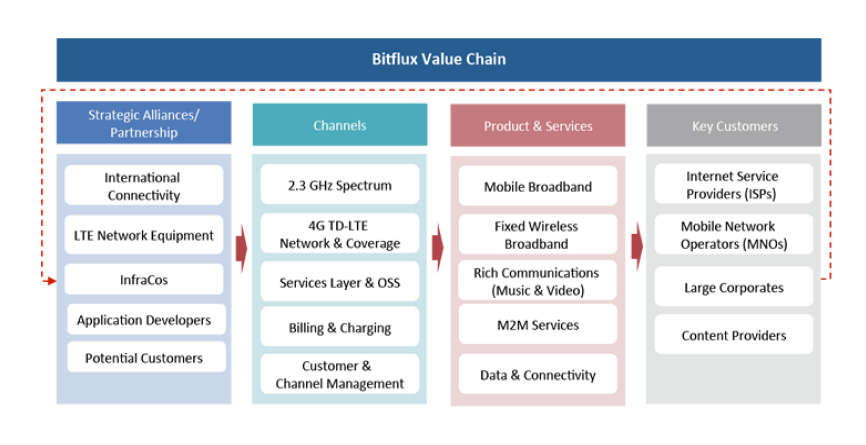 Bitflux Value Chain
Strategic Alliances/
Partnership
International
Connectivity
LTE Network Equipment
InfraCos
Application Developers
Potential Customers
Channels
2.3 GHz Spectrum
4G TD-LTE
Network & Coverage
Services Layer & OSS
Billing & Charging
Customer &
Channel Management
Product & Services
Mobile Broadband
Fixed Wireless
Broadband
Rich Communications
(Music & Video)
M2M Services
Data & Connectivity
Key Customers
Internet Service
Providers (ISPs)
Mobile Network
Operators (MNOs)
Large Corporates
Content Providers